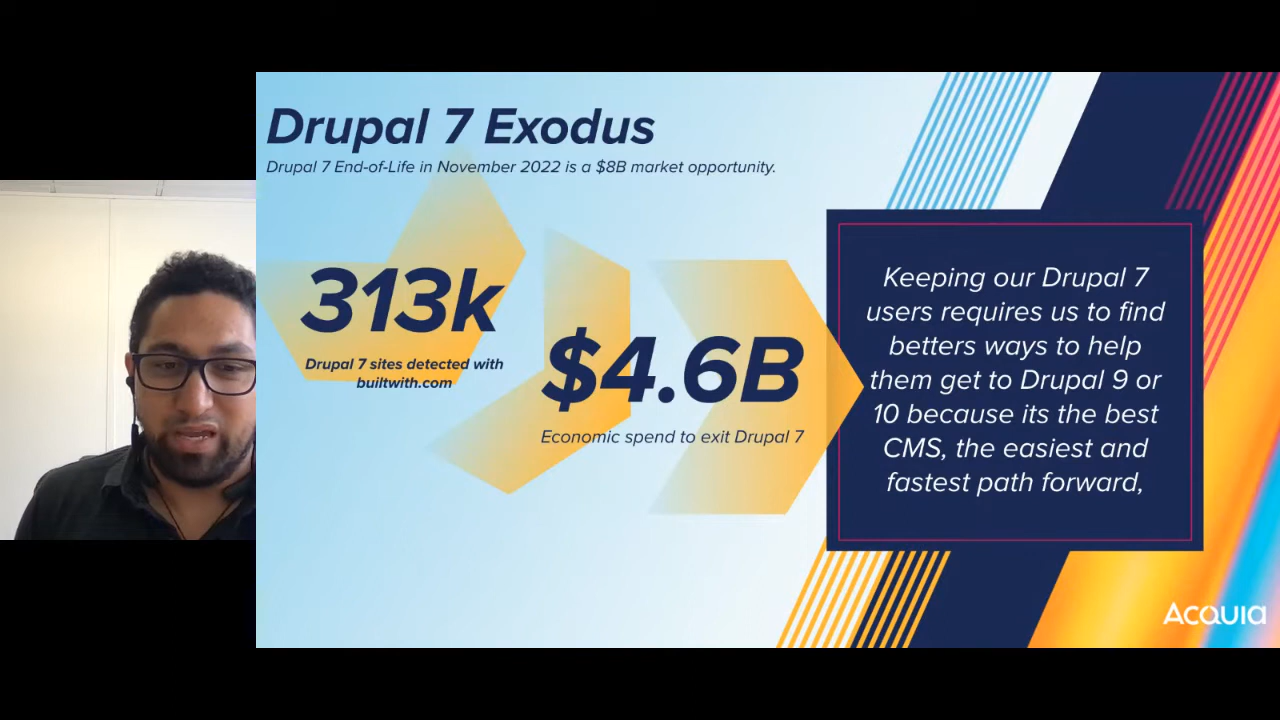 Drupal 7 Exodus
Drupal 7 End-of-Life in November 2022 is a $8B market opportunity.
313k
Drupal 7 sites detected with
builtwith.com
$4.6B
Economic spend to exit Drupal 7
Keeping our Drupal 7
users requires us to find
betters ways to help
them get to Drupal 9 or
10 because its the best
CMS, the easiest and
fastest path forward,
Acquia